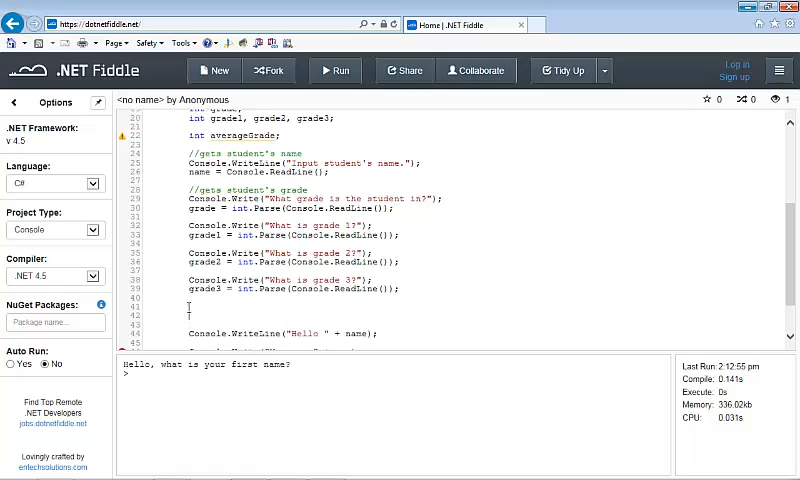 https://dotnetfiddle.net/
Home | .NET Fiddle
Page
Safety
Tools
.NET Fiddle
New
Fork
Run
Share
Collaborate
Tidy Up
Log in
Sign up
Options
<no name> by Anonymous
0
0
1
.NET Framework:
v 4.5
Language:
C#
Project Type:
Console
Compiler:
.NET 4.5
NuGet Packages:
Package name...
Auto Run:
Yes
No
Find Top Remote
.NET Developers
jobs.dotnetfiddle.net
Lovingly crafted by
entechsolutions.com
19 int grade;
20 int grade1, grade2, grade3;
21
22 int averageGrade;
23
24 //gets student's name
25 Console.WriteLine("Input student's name.");
26 name = Console.ReadLine();
27
28 //gets student's grade
29 Console.Write("What grade is the student in?");
30 grade = int.Parse(Console.ReadLine());
31
32 Console.Write("What is grade 1?");
33 grade1 = int.Parse(Console.ReadLine());
34
35 Console.Write("What is grade 2?");
36 grade2 = int.Parse(Console.ReadLine());
37
38 Console.Write("What is grade 3?");
39 grade3 = int.Parse(Console.ReadLine());
40
41
42
43
44 Console.WriteLine("Hello " + name);
45
Hello, what is your first name?
>
Last Run: 2:12:55 pm
Compile: 0.141s
Execute: 0s
Memory: 336.02kb
CPU: 0.031s